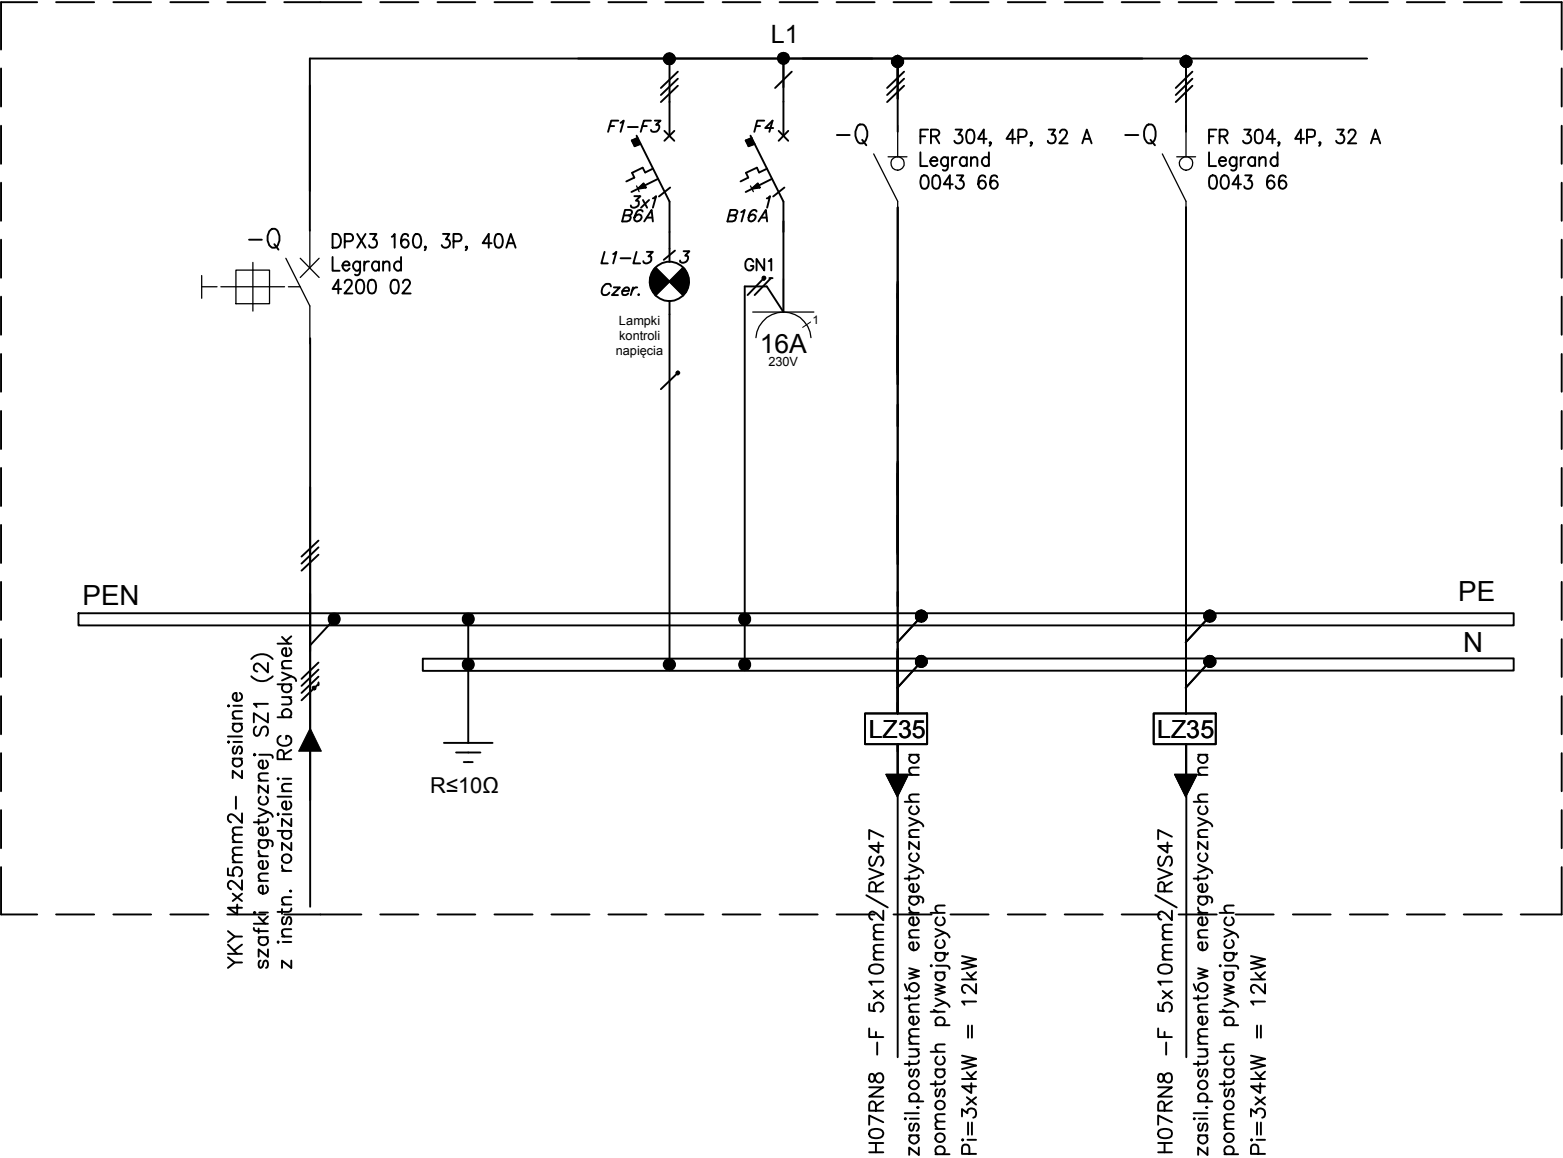 L1
F1-F3
3x1
B6A
L1-L3
3
Czer.
Lampki
kontroli
napięcia
F4
1
B16A
GN1
1
16A
230V
-Q
FR 304, 4P, 32 A
Legrand
0043 66
-Q
FR 304, 4P, 32 A
Legrand
0043 66
-Q
DPX3 160, 3P, 40A
Legrand
4200 02
PEN
PE
N
YKY 4x25mm2- zasilanie
szafki energetycznej SZ1 (2)
z instn. rozdzielni RG budynek
R≤10Ω
LZ35
H07RN8 -F 5x10mm2/RVS47
zasil.postumentów energetycznych na
pomostach pływających
Pi=3x4kW = 12kW
LZ35
H07RN8 -F 5x10mm2/RVS47
zasil.postumentów energetycznych na
pomostach pływających
Pi=3x4kW = 12kW